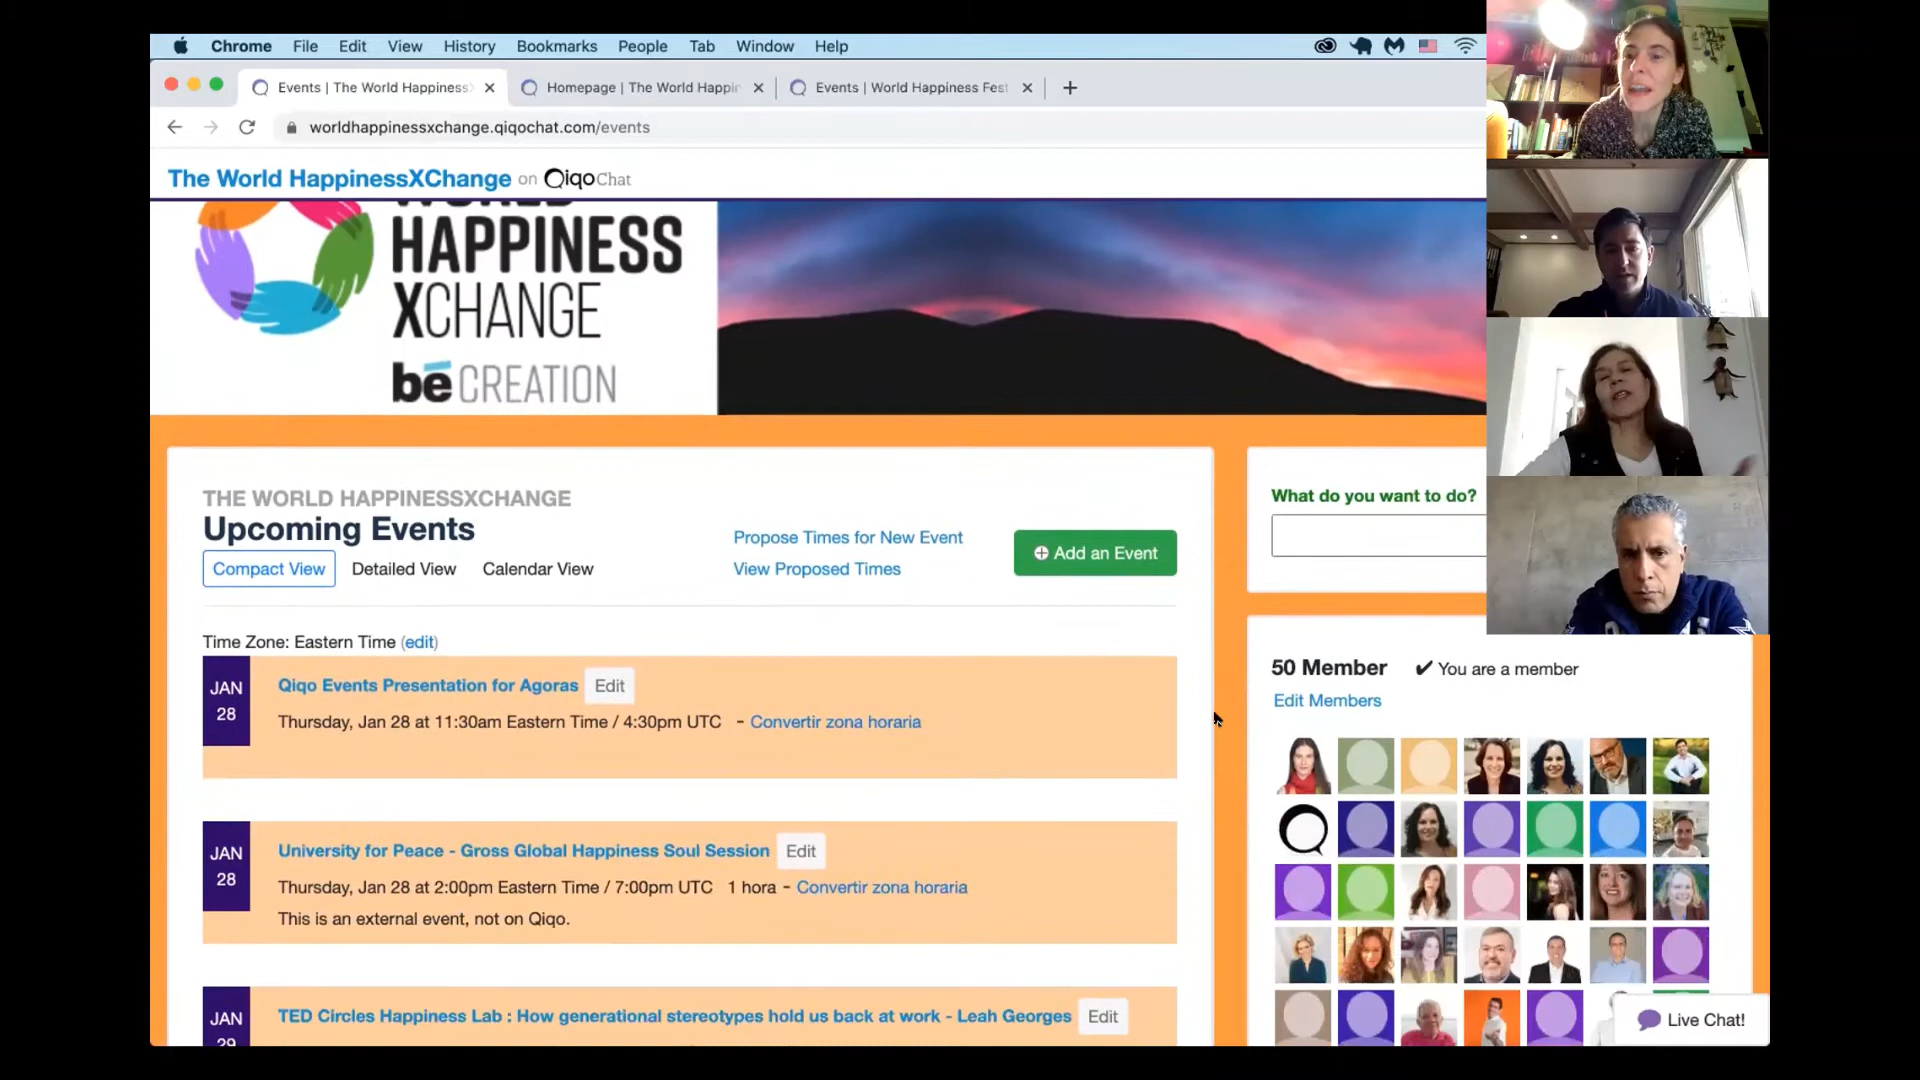 Chrome File Edit View History Bookmarks People Tab Window Help
Events | The World Happiness Homepage | The World Happin Events | World Happiness Fest
worldhappinessxchange.qiqochat.com/events
The World HappinessXChange on QiqoChat
WORLD
HAPPINESS
XCHANGE
bē CREATION
THE WORLD HAPPINESSXCHANGE
Upcoming Events
Compact View Detailed View Calendar View
Propose Times for New Event
View Proposed Times
Add an Event
Time Zone: Eastern Time (edit)
JAN
28
Qiqo Events Presentation for Agoras Edit
Thursday, Jan 28 at 11:30am Eastern Time / 4:30pm UTC - Convertir zona horaria
JAN
28
University for Peace - Gross Global Happiness Soul Session Edit
Thursday, Jan 28 at 2:00pm Eastern Time / 7:00pm UTC 1 hora - Convertir zona horaria
This is an external event, not on Qiqo.
JAN
29
TED Circles Happiness Lab : How generational stereotypes hold us back at work - Leah Georges Edit
What do you want to do?
50 Member ✔ You are a member
Edit Members
Live Chat!